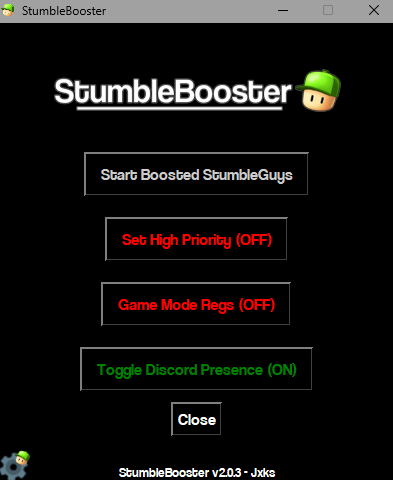 StumbleBooster
StumbleBooster
Start Boosted StumbleGuys
Set High Priority (OFF)
Game Mode Regs (OFF)
Toggle Discord Presence (ON)
Close
StumbleBooster v2.0.3 - Jxks